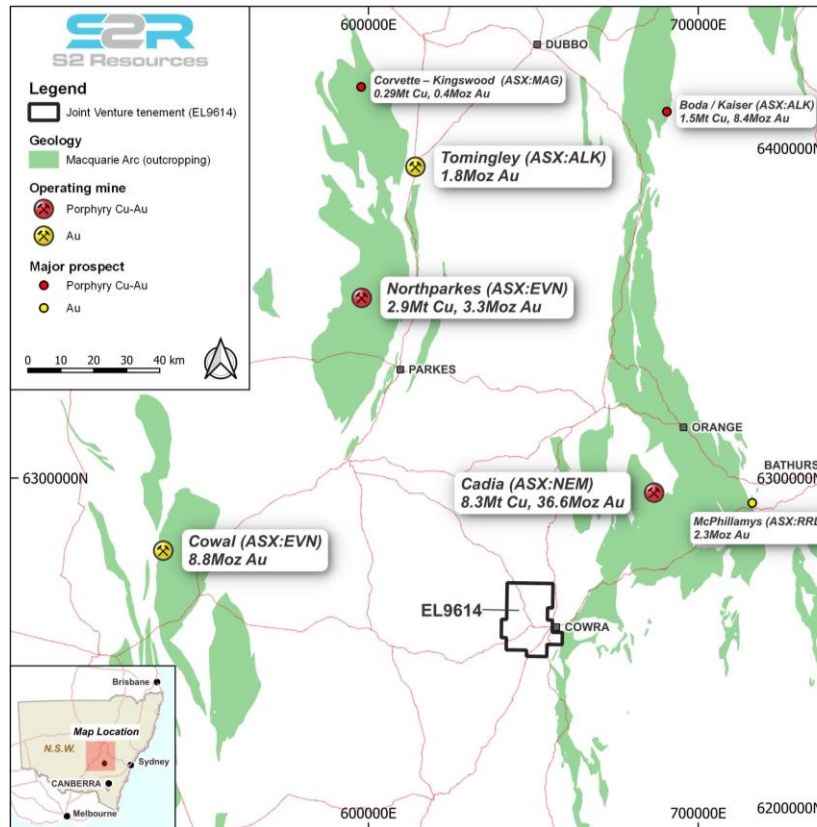 S2R
S2 Resources
Legend
Joint Venture tenement (EL9614)
Geology
Macquarie Arc (outcropping)
Operating mine
Porphyry Cu-Au
Au
Major prospect
Porphyry Cu-Au
Au
0 10 20 30 40 km
600000E
700000E
DUBBO
Corvette – Kingswood (ASX:MAG)
0.29Mt Cu, 0.4Moz Au
Boda / Kaiser (ASX:ALK)
1.5Mt Cu, 8.4Moz Au
6400000N
Tomingley (ASX:ALK)
1.8Moz Au
Northparkes (ASX:EVN)
2.9Mt Cu, 3.3Moz Au
PARKES
ORANGE
6300000N
Cadia (ASX:NEM)
8.3Mt Cu, 36.6Moz Au
BATHURS
6300000N
McPhillamys (ASX:RRL
2.3Moz Au
Cowal (ASX:EVN)
8.8Moz Au
EL9614
COWRA
Brisbane
Map Location
N.S.W.
Sydney
CANBERRA
Melbourne
600000E
700000E
6200000N